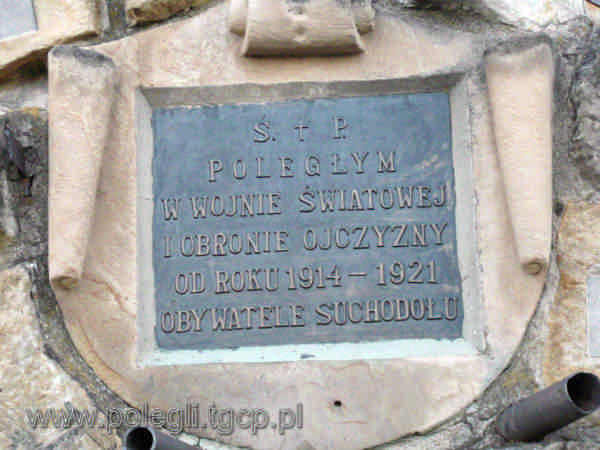 Ś. † P.
POLEGŁYM
W WOJNIE ŚWIATOWEJ
I OBRONIE OJCZYZNY
OD ROKU 1914 – 1921
OBYWATELE SUCHODOŁU
www.polegli.tgcp.pl